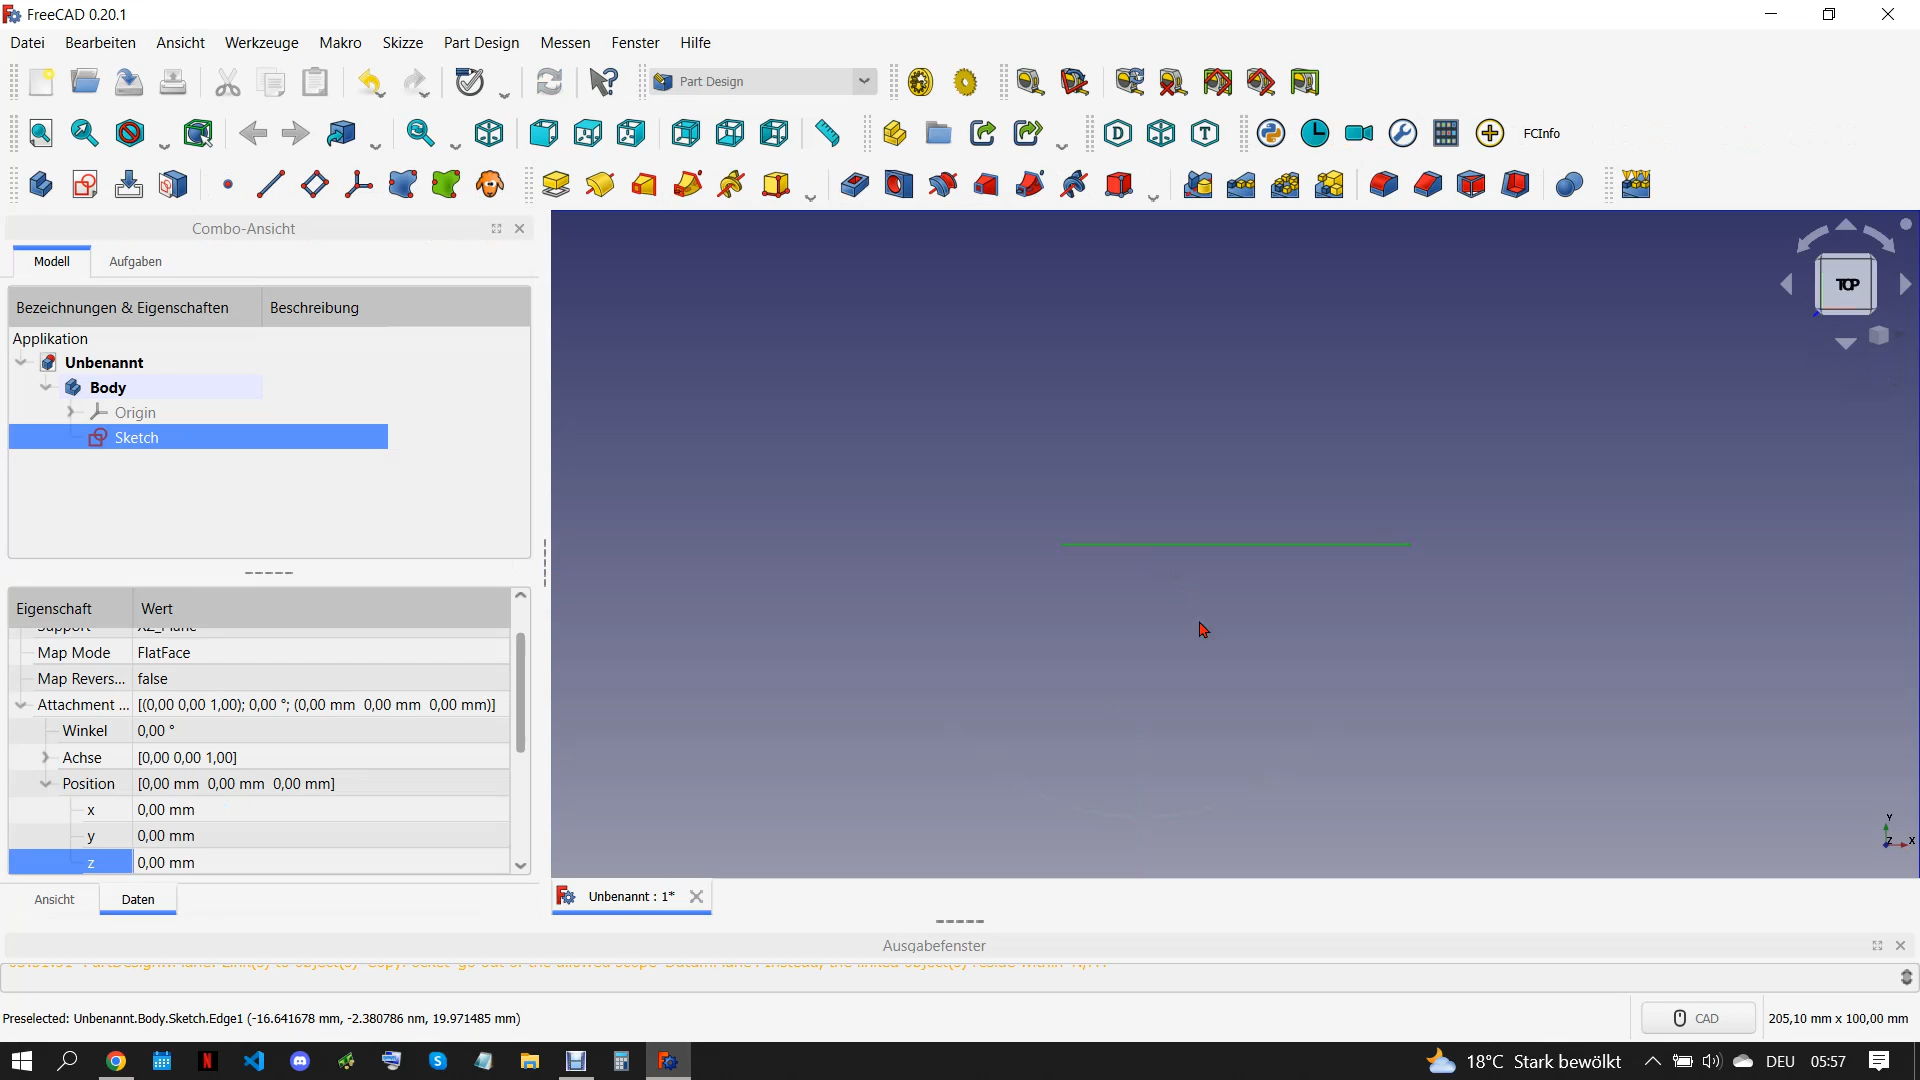 FreeCAD 0.20.1
Datei Bearbeiten Ansicht Werkzeuge Makro Skizze Part Design Messen Fenster Hilfe
Part Design
D T FCInfo
Combo-Ansicht
Modell Aufgaben
TOP
Bezeichnungen & Eigenschaften Beschreibung
Applikation
Unbenannt
Body
Origin
Sketch
Eigenschaft Wert
Support XZ_Plane
Map Mode FlatFace
Map Revers... false
Attachment ... [(0,00 0,00 1,00); 0,00 °; (0,00 mm 0,00 mm 0,00 mm)]
Winkel 0,00 °
Achse [0,00 0,00 1,00]
Position [0,00 mm 0,00 mm 0,00 mm]
x 0,00 mm
y 0,00 mm
z 0,00 mm
Y
Z X
Ansicht Daten
Unbenannt : 1*
Ausgabefenster
Preselected: Unbenannt.Body.Sketch.Edge1 (-16.641678 mm, -2.380786 mm, 19.971485 mm)
CAD 205,10 mm x 100,00 mm
18°C Stark bewölkt DEU 05:57